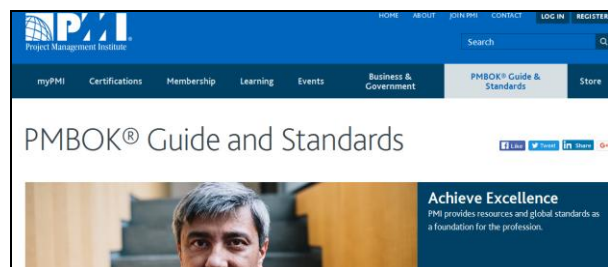 HOME ABOUT JOIN PMI CONTACT LOG IN REGISTER
PMI
Project Management Institute
Search
myPMI Certifications Membership Learning Events Business & Government PMBOK® Guide & Standards Store
PMBOK® Guide and Standards
Like Tweet in Share G+
Achieve Excellence
PMI provides resources and global standards as
a foundation for the profession.